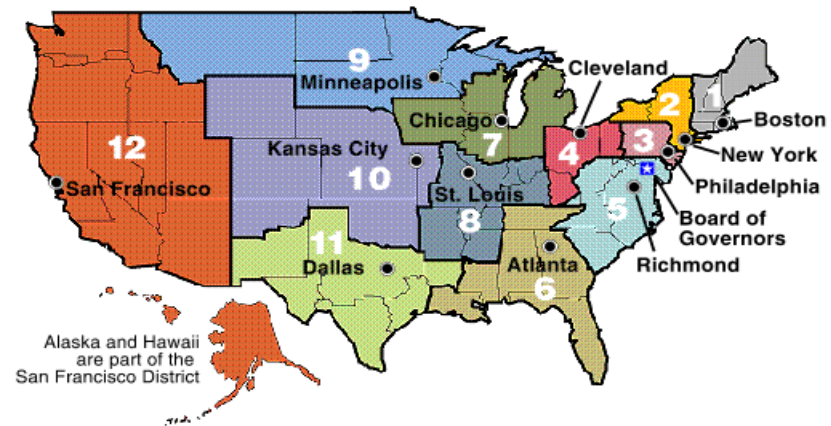 9
Minneapolis
Cleveland
1
2
Chicago
Boston
7
3
12
Kansas City
4
New York
10
San Francisco
St. Louis
Philadelphia
5
8
Board of
Governors
11
Dallas
Atlanta
Richmond
6
Alaska and Hawaii
are part of the
San Francisco District